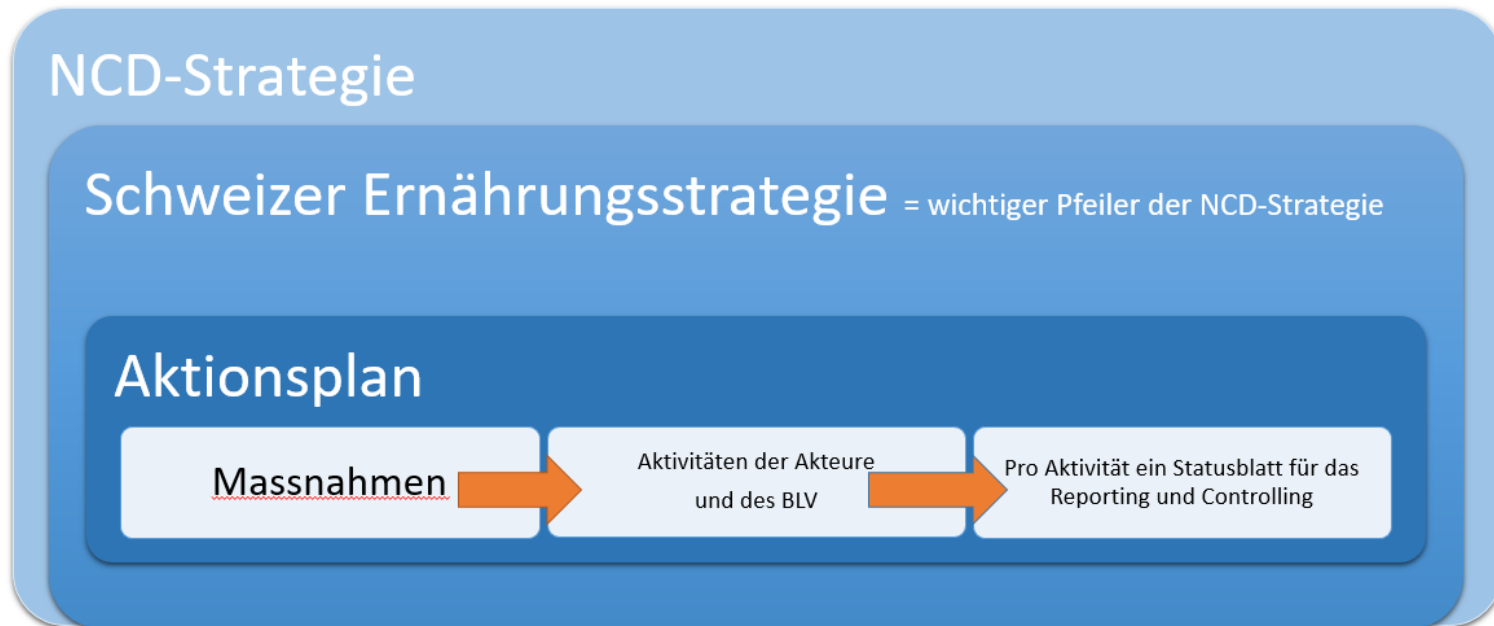 NCD-Strategie
Schweizer Ernährungsstrategie = wichtiger Pfeiler der NCD-Strategie
Aktionsplan
Massnahmen
Aktivitäten der Akteure
und des BLV
Pro Aktivität ein Statusblatt für das
Reporting und Controlling